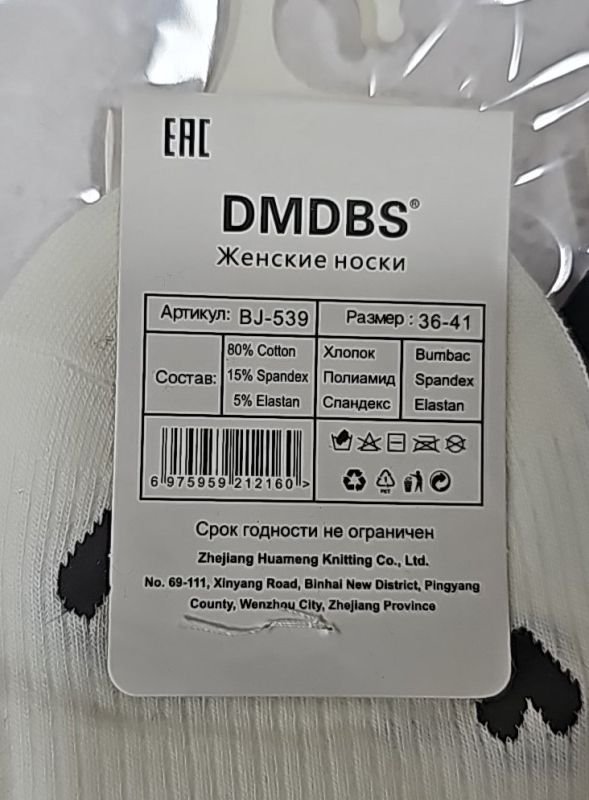 EAC
DMDBS®
Женские носки
Артикул: BJ-539 Размер : 36-41
Состав:
80% Cotton Хлопок Bumbac
15% Spandex Полиамид Spandex
5% Elastan Спандекс Elastan
6 975959 212160 >
PET
Срок годности не ограничен
Zhejiang Huameng Knitting Co., Ltd.
No. 69-111, Xinyang Road, Binhai New District, Pingyang
County, Wenzhou City, Zhejiang Province